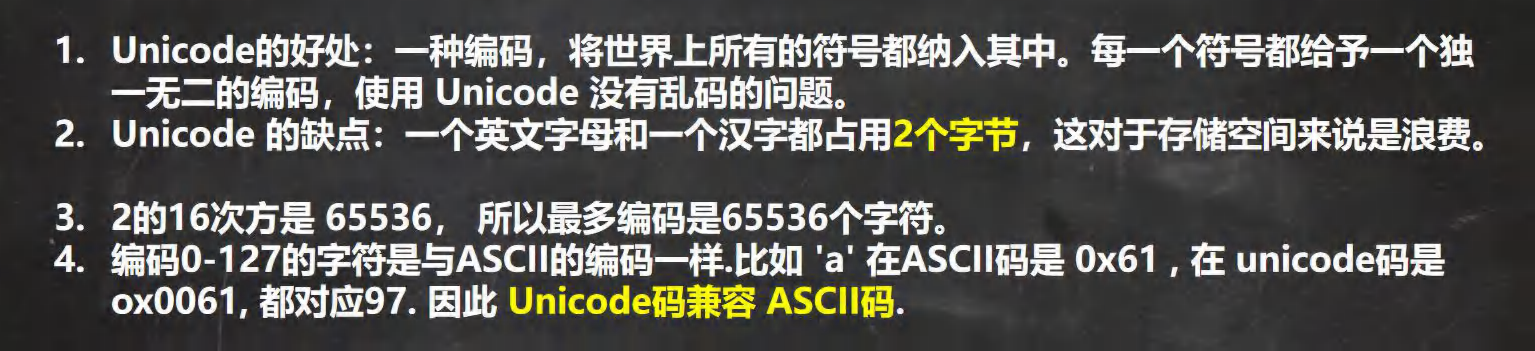 1. Unicode的好处：一种编码，将世界上所有的符号都纳入其中。每一个符号都给予一个独
一无二的编码，使用 Unicode 没有乱码的问题。
2. Unicode 的缺点：一个英文字母和一个汉字都占用2个字节，这对于存储空间来说是浪费。
3. 2的16次方是 65536， 所以最多编码是65536个字符。
4. 编码0-127的字符是与ASCII的编码一样.比如 'a' 在ASCII码是 0x61 , 在 unicode码是
ox0061, 都对应97. 因此 Unicode码兼容 ASCII码.